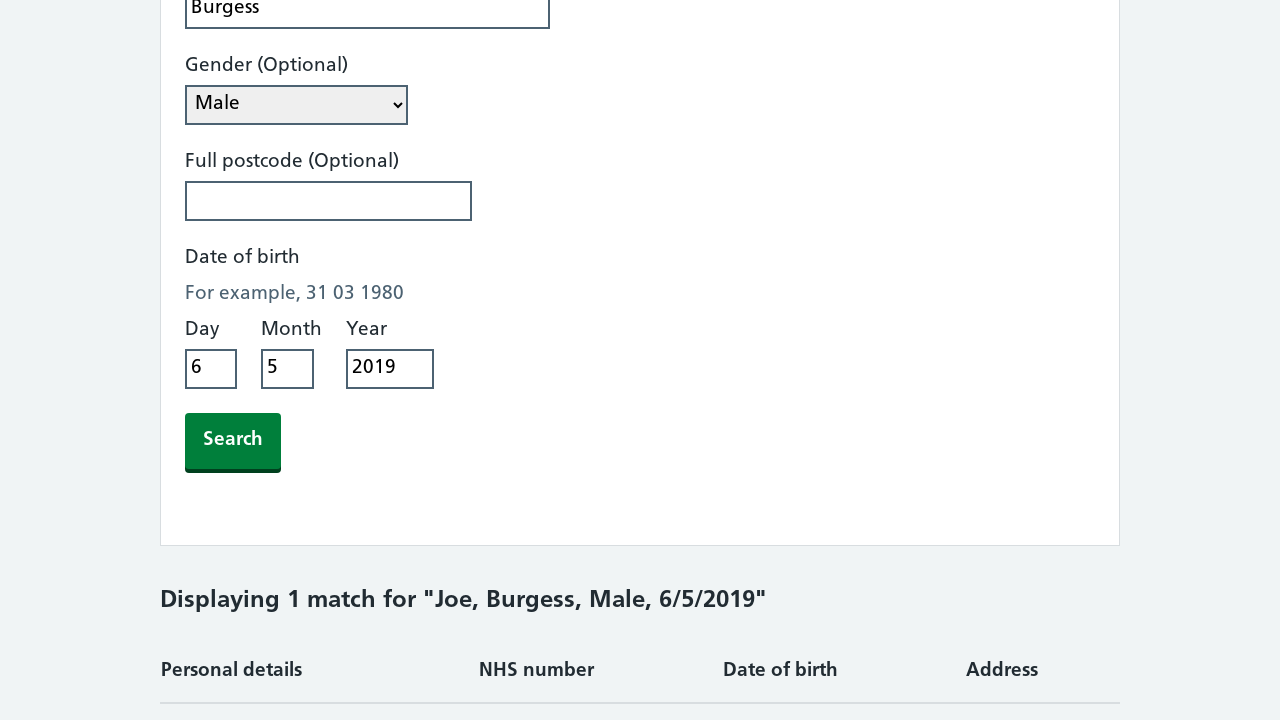 Burgess
Gender (Optional)
Male
Full postcode (Optional)
Date of birth
For example, 31 03 1980
Day Month Year
6 5 2019
Search
Displaying 1 match for "Joe, Burgess, Male, 6/5/2019"
Personal details NHS number Date of birth Address